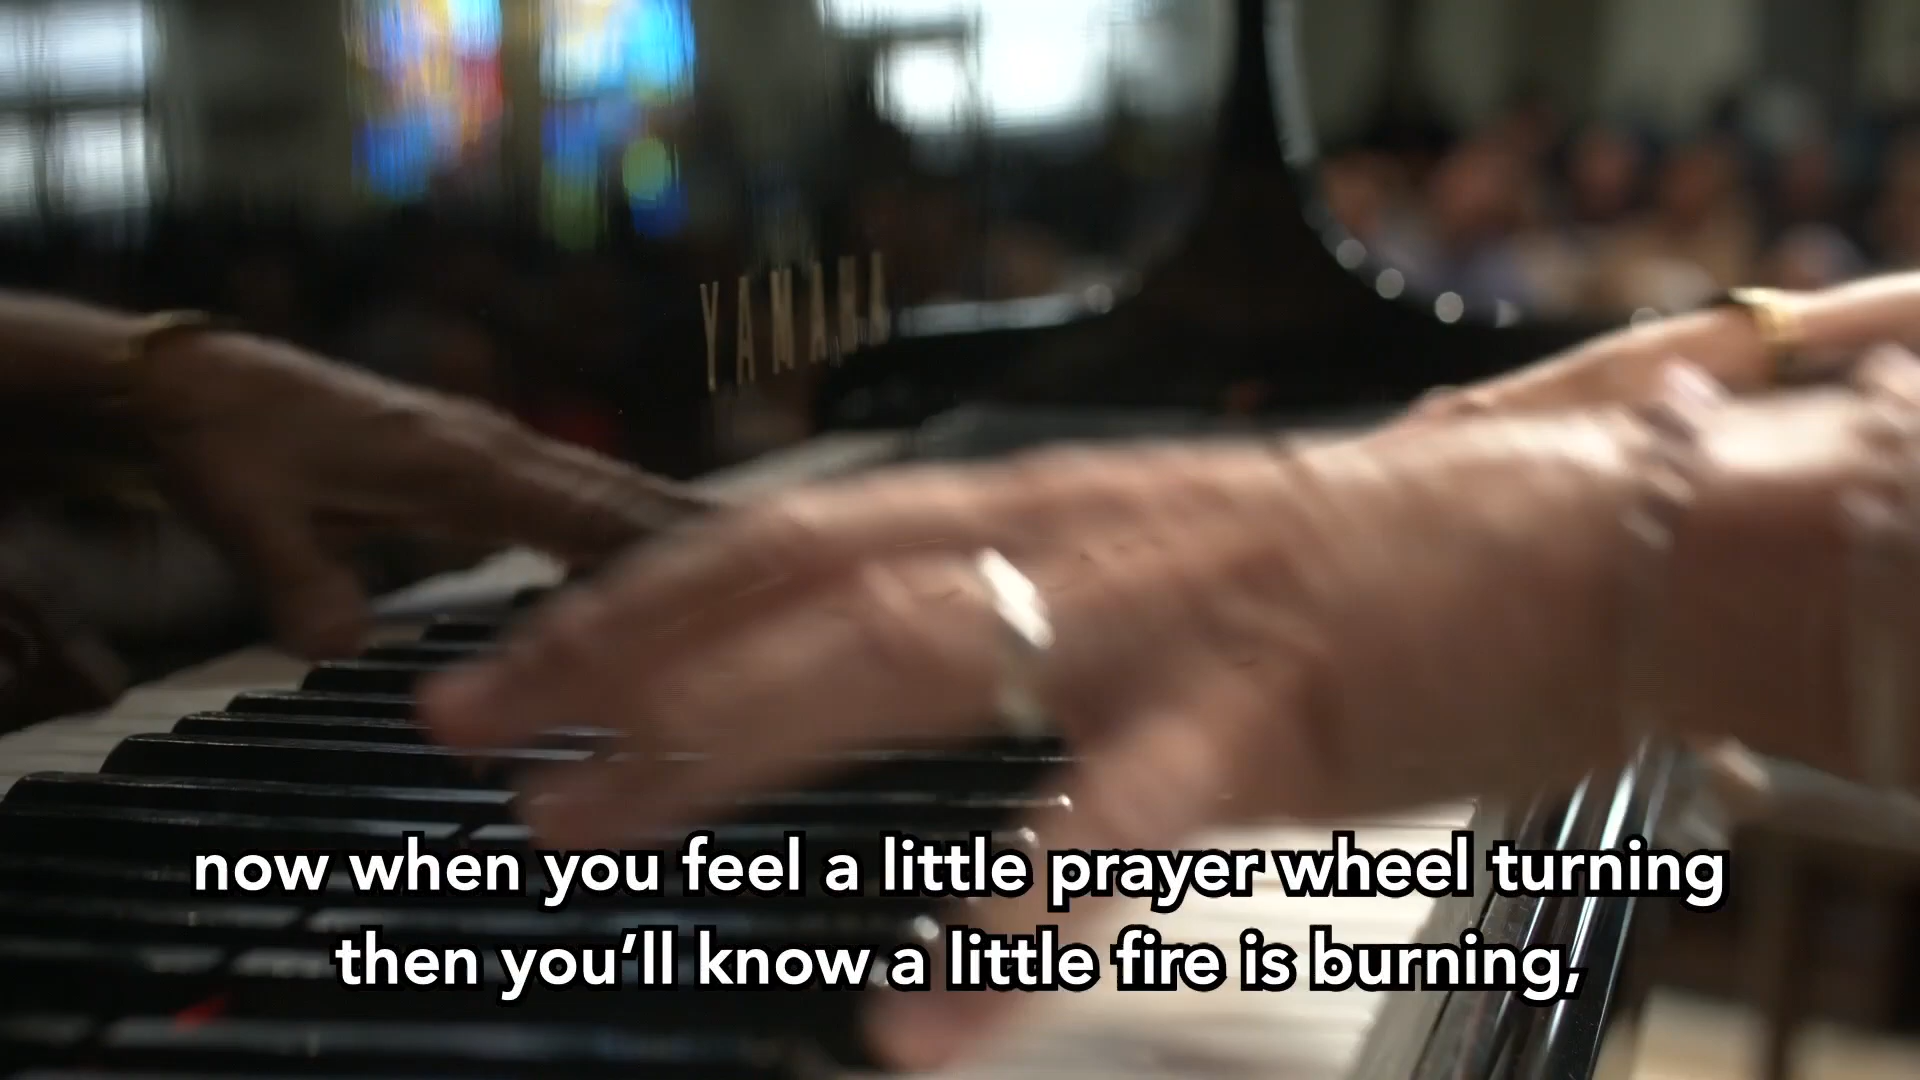 YAMAHA
now when you feel a little prayer wheel turning
then you’ll know a little fire is burning,